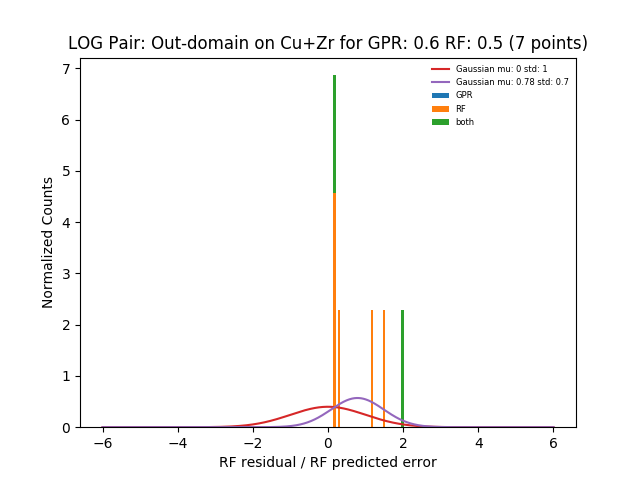 LOG Pair: Out-domain on Cu+Zr for GPR: 0.6 RF: 0.5 (7 points)
Gaussian mu: 0 std: 1
Gaussian mu: 0.78 std: 0.7
GPR
RF
both
Normalized Counts
7
6
5
4
3
2
1
0
−6 −4 −2 0 2 4 6
RF residual / RF predicted error